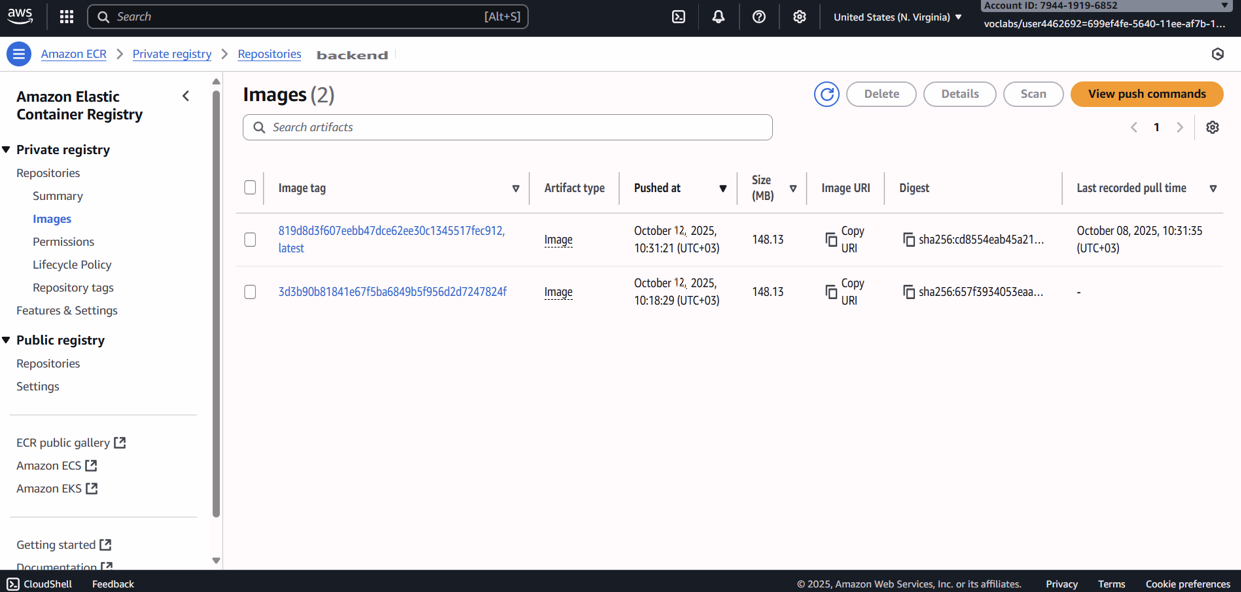 aws
Search [Alt+S]
United States (N. Virginia)
Account ID: 7944-1919-6852
voclabs/user4462692=699ef4fe-5640-11ee-af7b-1...
Amazon ECR
Private registry
Repositories
backend
Amazon Elastic
Container Registry
Private registry
Repositories
Summary
Images
Permissions
Lifecycle Policy
Repository tags
Features & Settings
Public registry
Repositories
Settings
ECR public gallery
Amazon ECS
Amazon EKS
Getting started
Documentation
Images (2)
Delete
Details
Scan
View push commands
Search artifacts
1
Image tag
Artifact type
Pushed at
Size
(MB)
Image URI
Digest
Last recorded pull time
819d8d3f607eebb47dce62ee30c1345517fec912,
latest
Image
October 12, 2025,
10:31:21 (UTC+03)
148.13
Copy
URI
sha256:cd8554eab45a21...
October 08, 2025, 10:31:35
(UTC+03)
3d3b90b81841e67f5ba6849b5f956d2d7247824f
Image
October 12, 2025,
10:18:29 (UTC+03)
148.13
Copy
URI
sha256:657f3934053eaa...
-
CloudShell
Feedback
© 2025, Amazon Web Services, Inc. or its affiliates.
Privacy
Terms
Cookie preferences